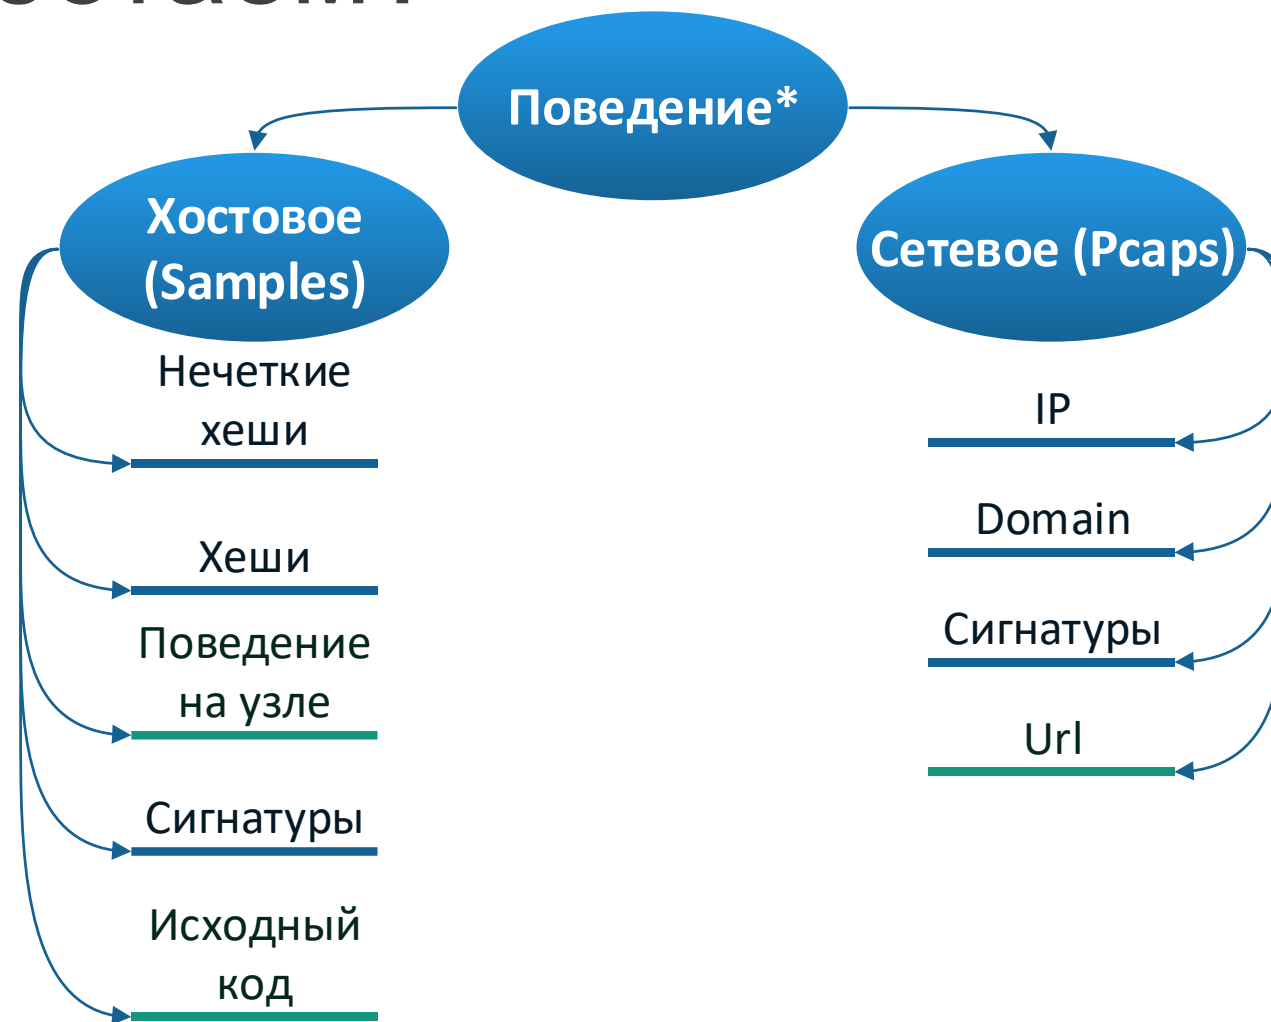 Поведение*
Хостовое
(Samples)
Нечеткие
хеши
Хеши
Поведение
на узле
Сигнатуры
Исходный
код
Сетевое (Pcaps)
IP
Domain
Сигнатуры
Url